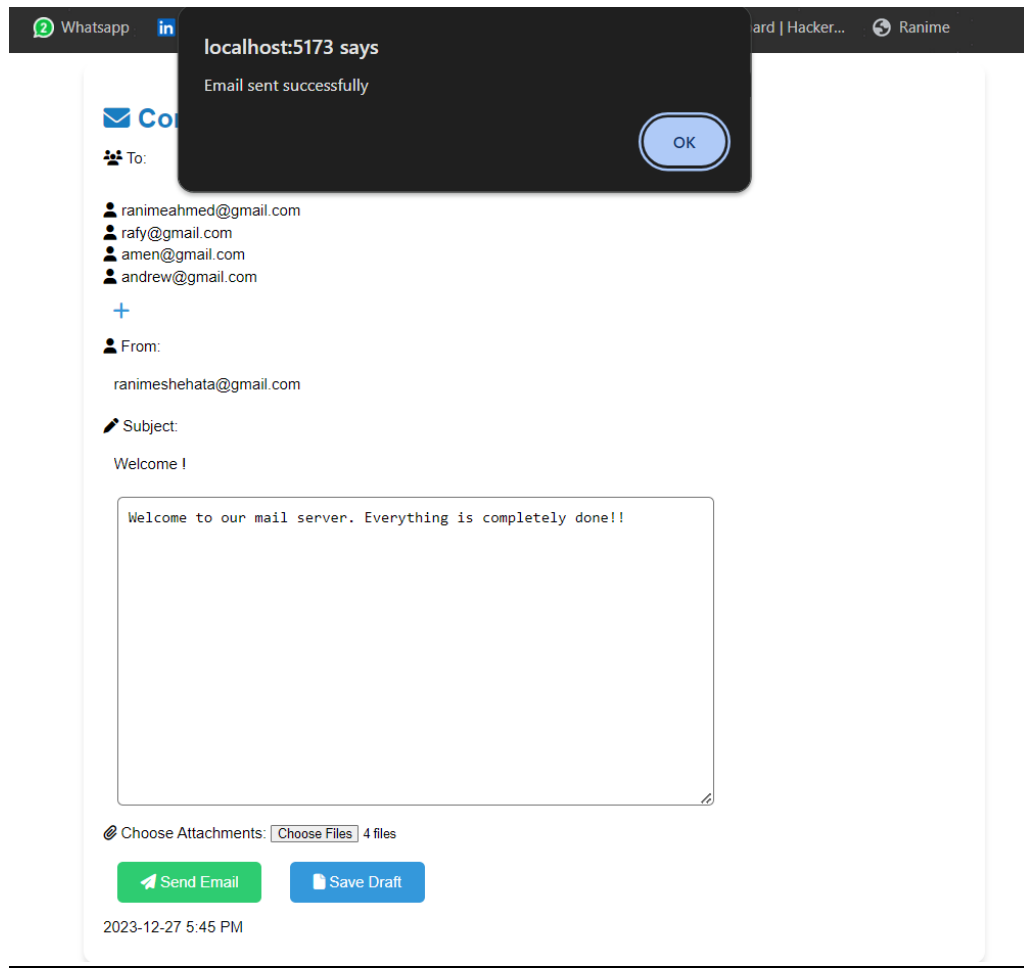 2 Whatsapp in ard | Hacker... Ranime
localhost:5173 says
Email sent successfully
OK
To:
ranimeahmed@gmail.com
rafy@gmail.com
amen@gmail.com
andrew@gmail.com
+
From:
ranimeshehata@gmail.com
Subject:
Welcome !
Welcome to our mail server. Everything is completely done!!
Choose Attachments: Choose Files 4 files
Send Email Save Draft
2023-12-27 5:45 PM